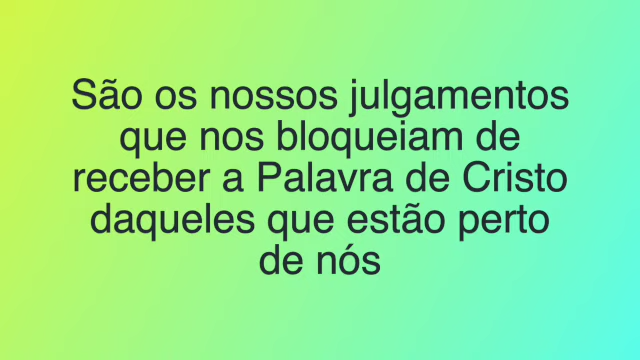 São os nossos julgamentos
que nos bloqueiam de
receber a Palavra de Cristo
daqueles que estão perto
de nós